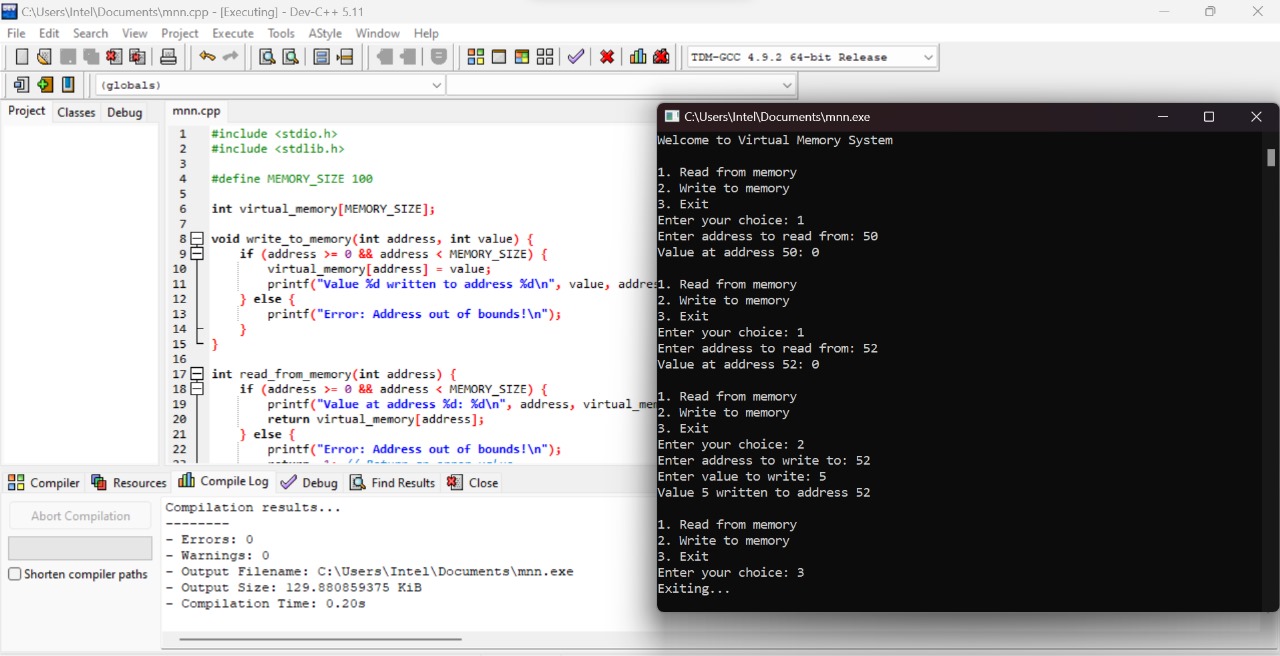 C:\Users\Intel\Documents\mnn.cpp - [Executing] - Dev-C++ 5.11
File Edit Search View Project Execute Tools AStyle Window Help
TDM-GCC 4.9.2 64-bit Release
(globals)
Project Classes Debug
mnn.cpp
1 #include <stdio.h>
2 #include <stdlib.h>
3
4 #define MEMORY_SIZE 100
5
6 int virtual_memory[MEMORY_SIZE];
7
8 void write_to_memory(int address, int value) {
9 if (address >= 0 && address < MEMORY_SIZE) {
10 virtual_memory[address] = value;
11 printf("Value %d written to address %d\n", value, addres
12 } else {
13 printf("Error: Address out of bounds!\n");
14 }
15 }
16
17 int read_from_memory(int address) {
18 if (address >= 0 && address < MEMORY_SIZE) {
19 printf("Value at address %d: %d\n", address, virtual_mem
20 return virtual_memory[address];
21 } else {
22 printf("Error: Address out of bounds!\n");
C:\Users\Intel\Documents\mnn.exe
Welcome to Virtual Memory System
1. Read from memory
2. Write to memory
3. Exit
Enter your choice: 1
Enter address to read from: 50
Value at address 50: 0
1. Read from memory
2. Write to memory
3. Exit
Enter your choice: 1
Enter address to read from: 52
Value at address 52: 0
1. Read from memory
2. Write to memory
3. Exit
Enter your choice: 2
Enter address to write to: 52
Enter value to write: 5
Value 5 written to address 52
1. Read from memory
2. Write to memory
3. Exit
Enter your choice: 3
Exiting...
Compiler Resources Compile Log Debug Find Results Close
Abort Compilation
Shorten compiler paths
Compilation results...
--------
- Errors: 0
- Warnings: 0
- Output Filename: C:\Users\Intel\Documents\mnn.exe
- Output Size: 129.880859375 KiB
- Compilation Time: 0.20s